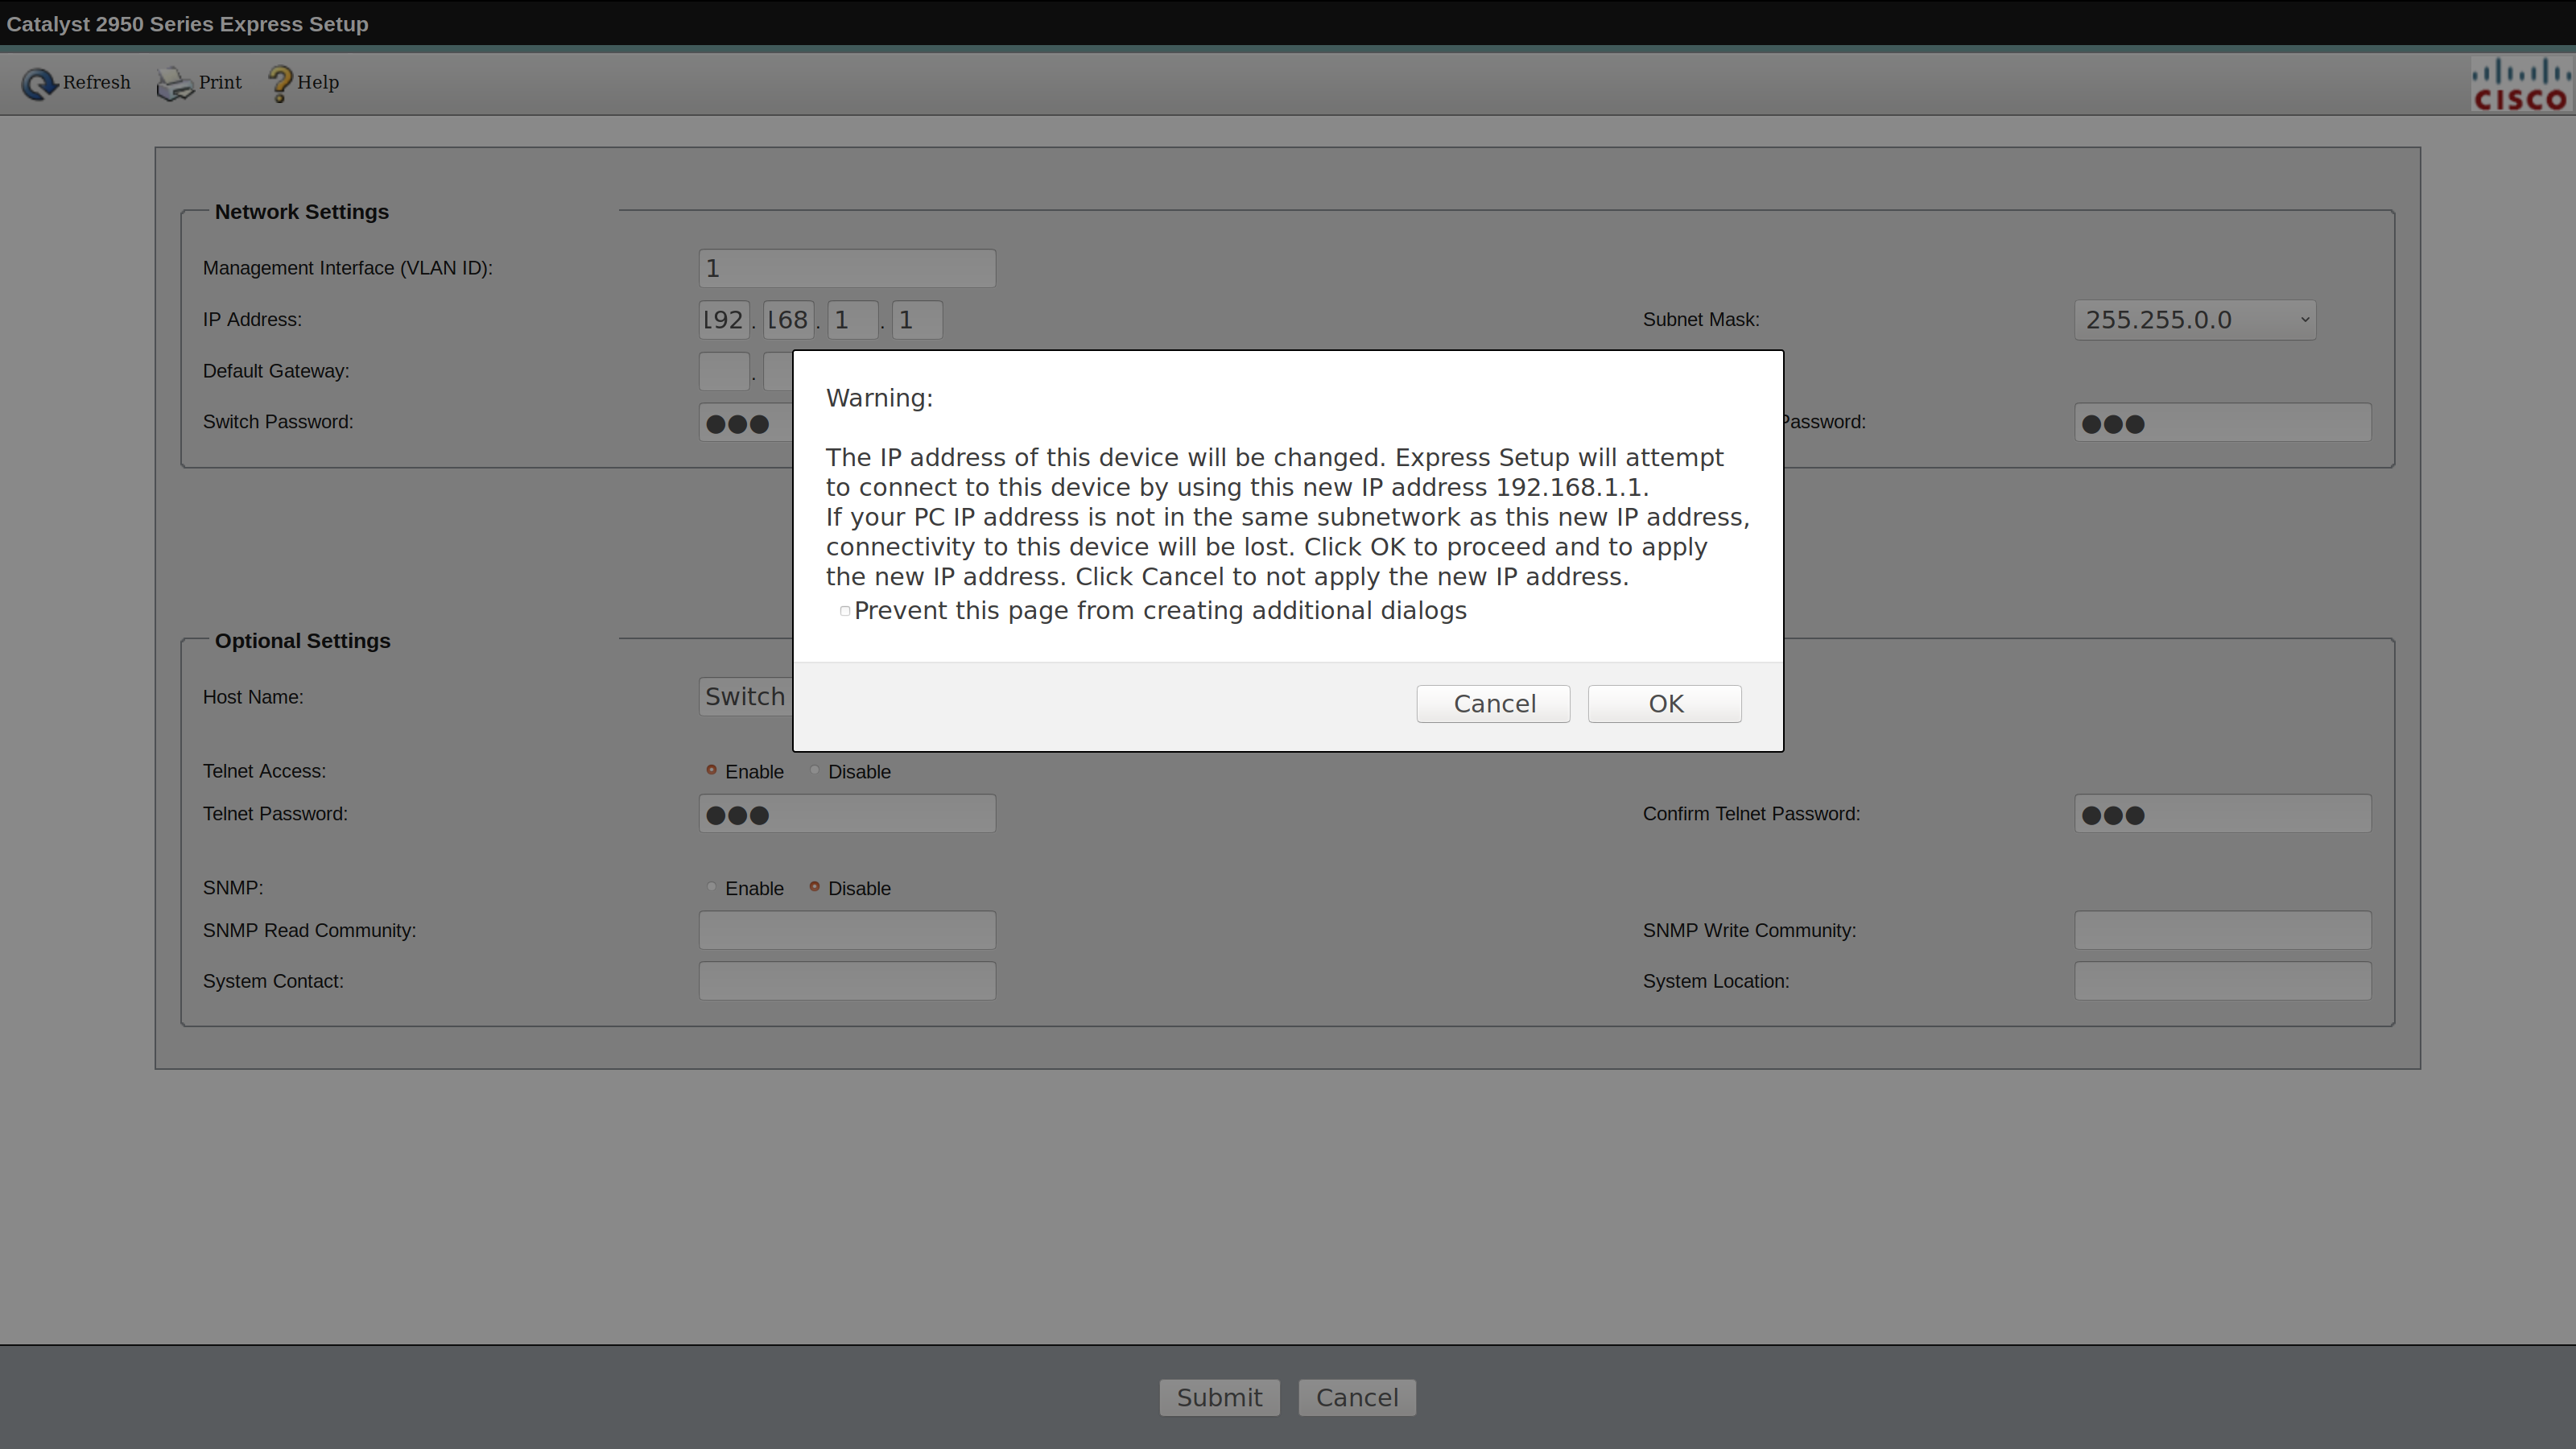 Catalyst 2950 Series Express Setup
Refresh Print Help
CISCO
Network Settings
Management Interface (VLAN ID): 1
IP Address: 192 . 168 . 1 . 1 Subnet Mask: 255.255.0.0
Default Gateway: .
Switch Password: ●●● Password: ●●●
Warning:
The IP address of this device will be changed. Express Setup will attempt
to connect to this device by using this new IP address 192.168.1.1.
If your PC IP address is not in the same subnetwork as this new IP address,
connectivity to this device will be lost. Click OK to proceed and to apply
the new IP address. Click Cancel to not apply the new IP address.
Prevent this page from creating additional dialogs
Cancel OK
Optional Settings
Host Name: Switch
Telnet Access: Enable Disable
Telnet Password: ●●● Confirm Telnet Password: ●●●
SNMP: Enable Disable
SNMP Read Community: SNMP Write Community:
System Contact: System Location:
Submit Cancel